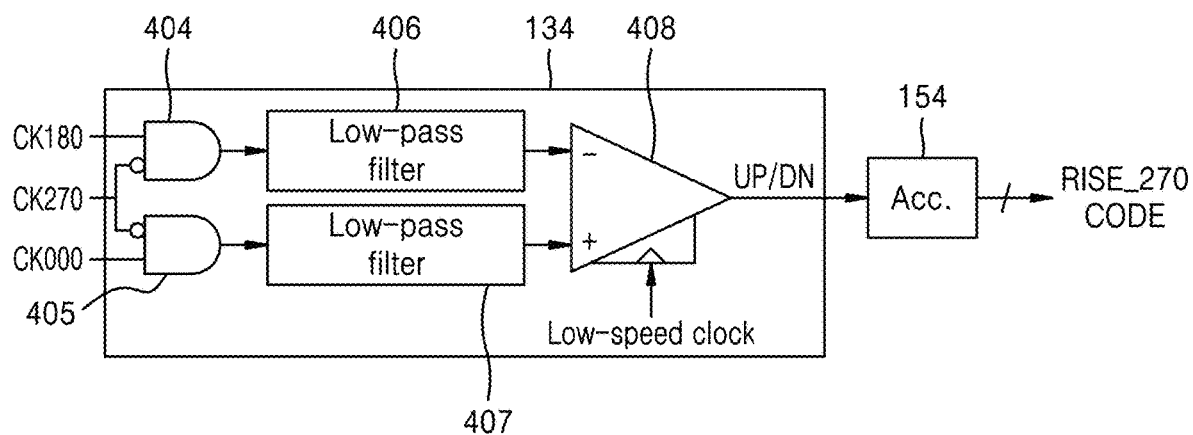 404
406
134
408
154
CK180
CK270
CK000
405
Low-pass
filter
Low-pass
filter
−
+
UP/DN
Low-speed clock
407
Acc.
RISE_270
CODE